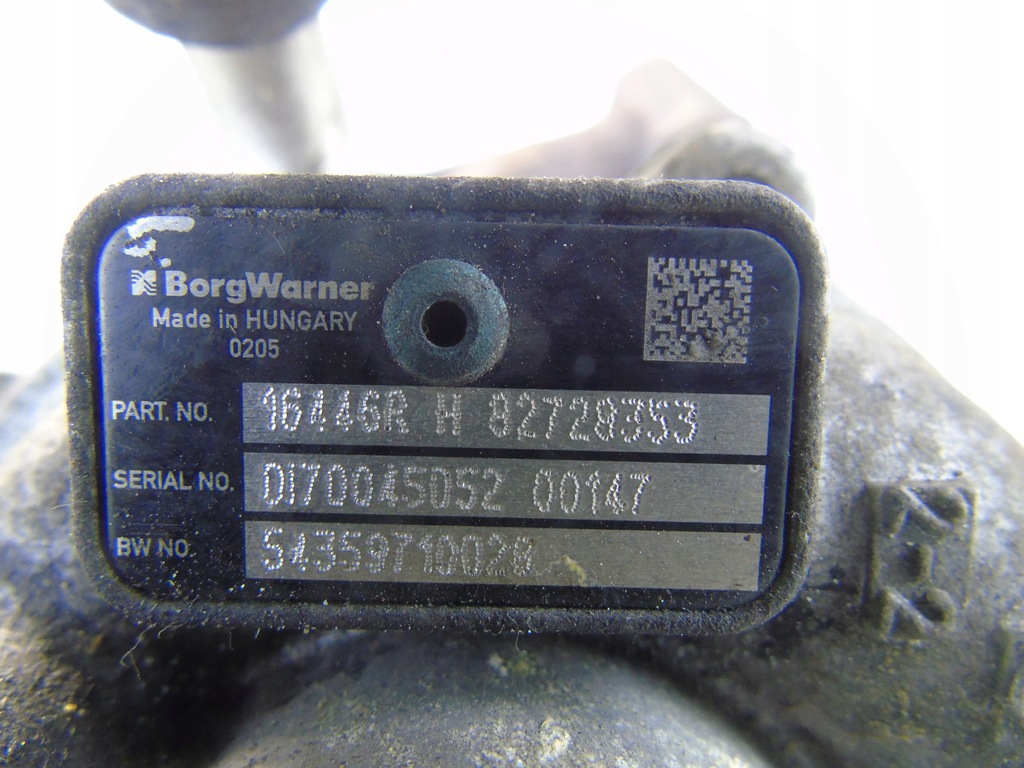 BorgWarner
Made in HUNGARY
0205
PART. NO. 16446R H 82728353
SERIAL NO. DI70045052 00147
BW NO. 54359710028